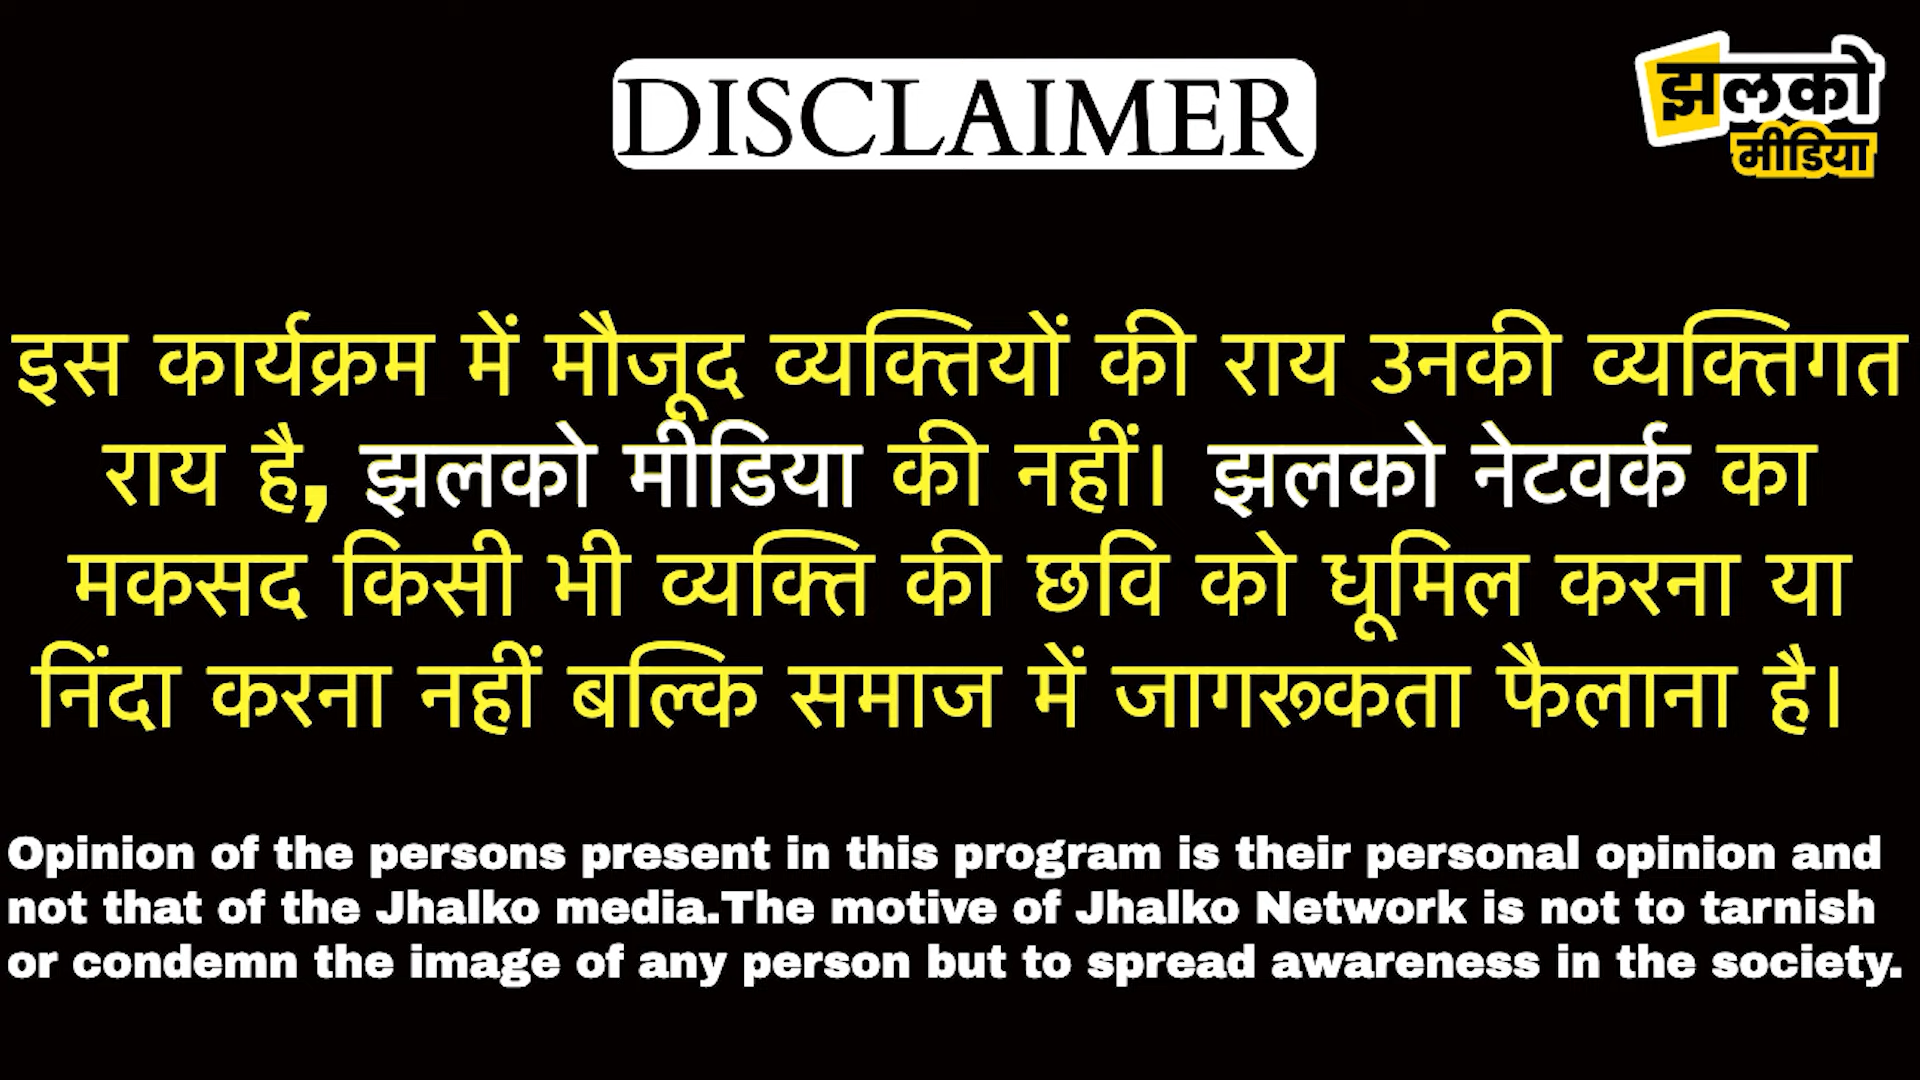 DISCLAIMER
झलको
मीडिया
इस कार्यक्रम में मौजूद व्यक्तियों की राय उनकी व्यक्तिगत
राय है, झलको मीडिया की नहीं। झलको नेटवर्क का
मकसद किसी भी व्यक्ति की छवि को धूमिल करना या
निंदा करना नहीं बल्कि समाज में जागरूकता फैलाना है।
Opinion of the persons present in this program is their personal opinion and
not that of the Jhalko media.The motive of Jhalko Network is not to tarnish
or condemn the image of any person but to spread awareness in the society.